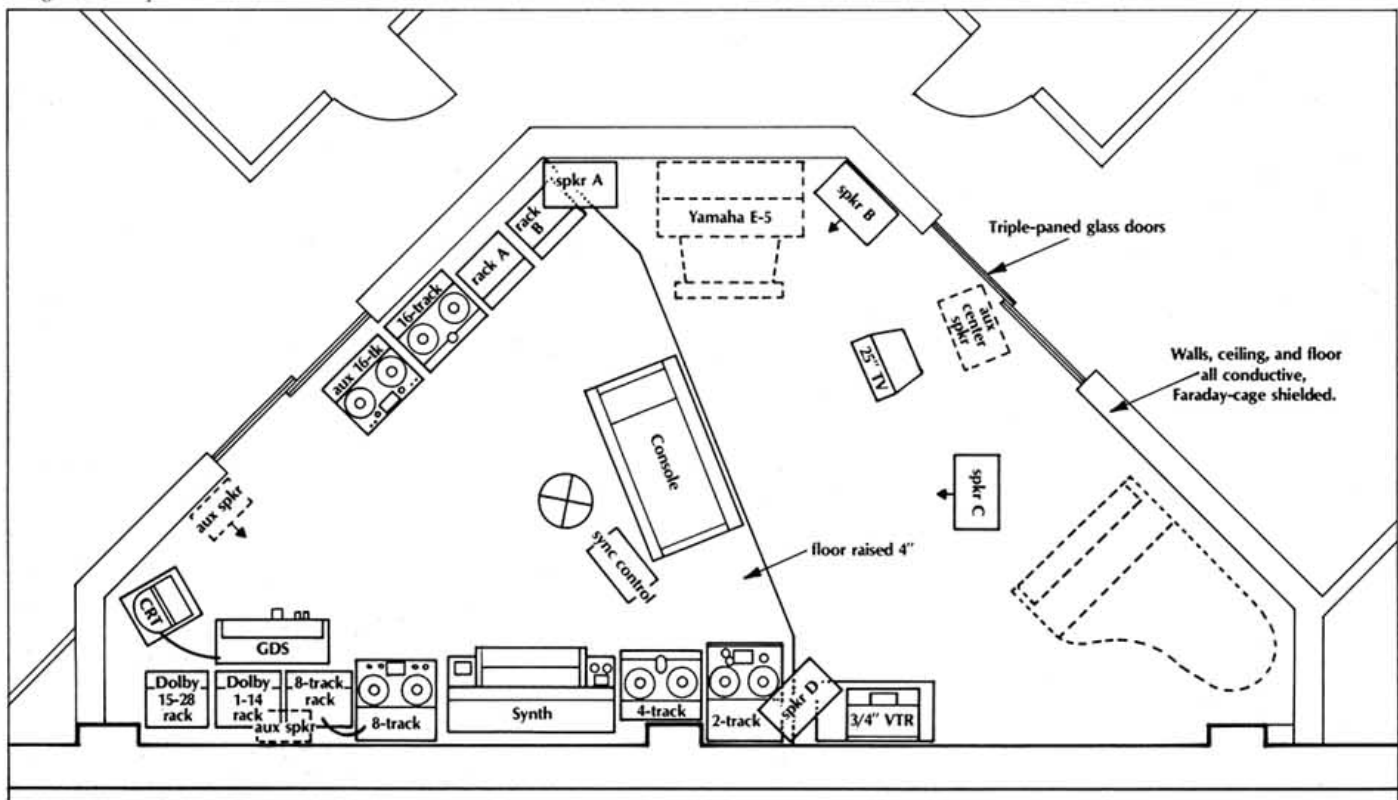 spkr A
rack
B
rack A
16-track
aux 16-tk
Yamaha E-5
spkr B
Triple-paned glass doors
aux
center
spkr
25" TV
Walls, ceiling, and floor
all conductive,
Faraday-cage shielded.
Console
spkr C
aux spkr
sync control
floor raised 4"
CRT
GDS
Dolby
15-28
rack
Dolby
1-14
rack
8-track
rack
aux spkr
8-track
Synth
4-track
2-track
spkr D
3/4" VTR